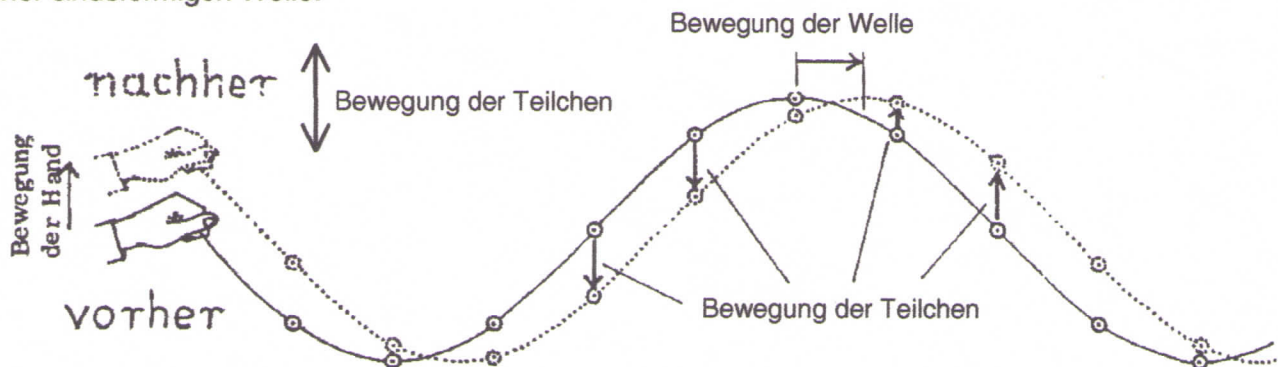 Bewegung der Welle
nachher
Bewegung der Teilchen
Bewegung
der Hand
vorher
Bewegung der Teilchen